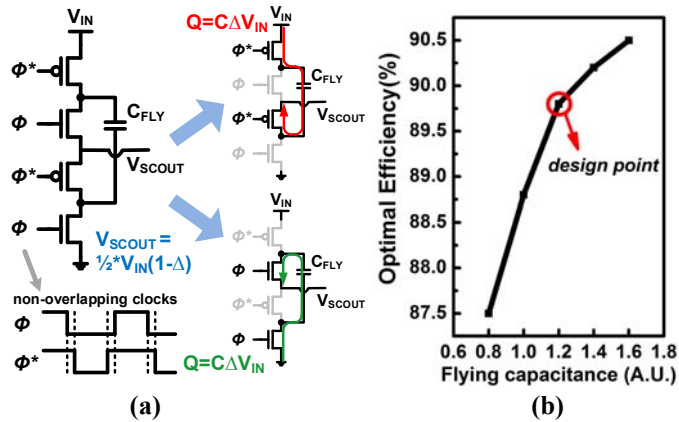 V_IN
Φ*
Φ
Φ*
Φ
C_FLY
V_SCOUT
V_SCOUT =
½*V_IN(1-Δ)
non-overlapping clocks
Φ
Φ*
Q=CΔV_IN
V_IN
Φ*
Φ
Φ*
Φ
C_FLY
V_SCOUT
V_IN
Φ*
Φ
Φ*
Φ
C_FLY
V_SCOUT
Q=CΔV_IN
(a)
Optimal Efficiency(%)
90.5
90.0
89.5
89.0
88.5
88.0
87.5
design point
0.6 0.8 1.0 1.2 1.4 1.6 1.8
Flying capacitance (A.U.)
(b)